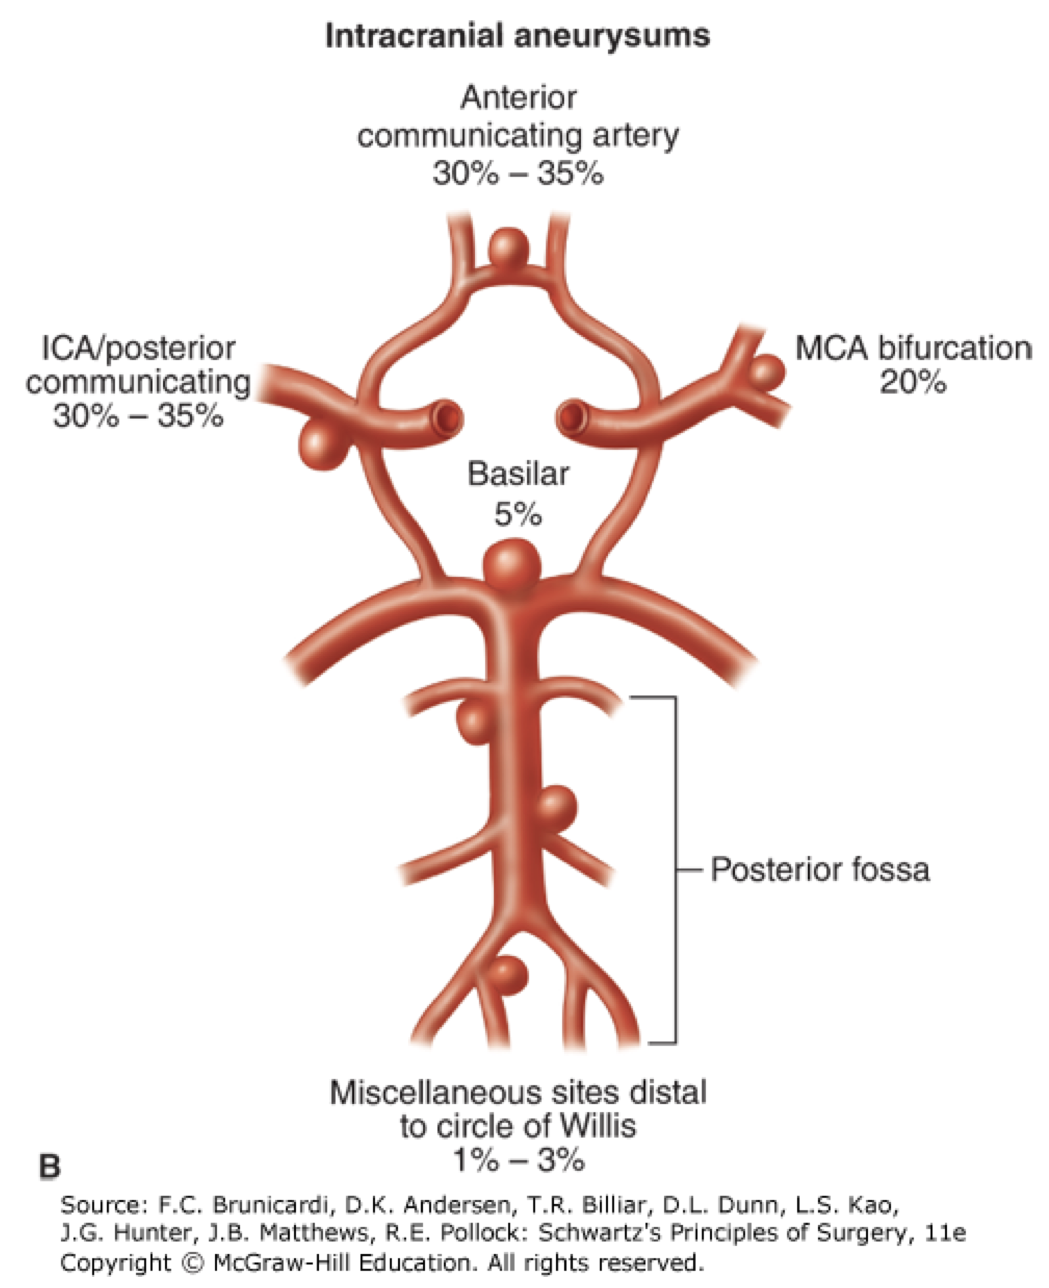 Intracranial aneurysums
Anterior
communicating artery
30% – 35%
ICA/posterior
communicating
30% – 35%
MCA bifurcation
20%
Basilar
5%
Posterior fossa
Miscellaneous sites distal
to circle of Willis
1% – 3%
B
Source: F.C. Brunicardi, D.K. Andersen, T.R. Billiar, D.L. Dunn, L.S. Kao,
J.G. Hunter, J.B. Matthews, R.E. Pollock: Schwartz's Principles of Surgery, 11e
Copyright © McGraw-Hill Education. All rights reserved.